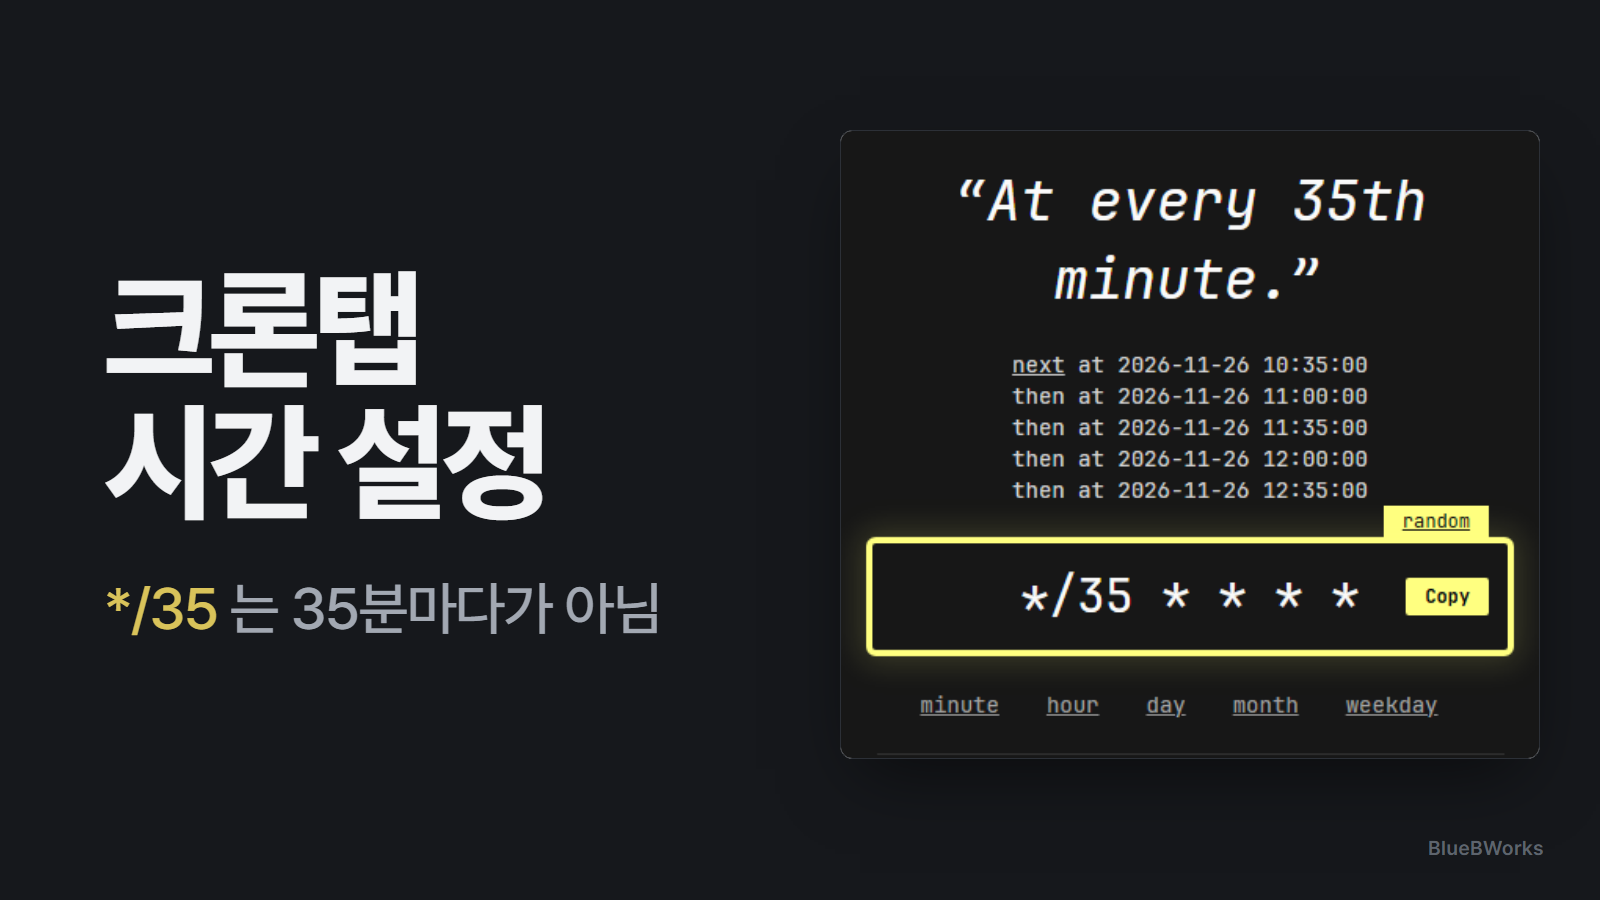 크론탭
시간 설정
*/35 는 35분마다가 아님
“At every 35th
minute.”
next at 2026-11-26 10:35:00
then at 2026-11-26 11:00:00
then at 2026-11-26 11:35:00
then at 2026-11-26 12:00:00
then at 2026-11-26 12:35:00
random
*/35 * * * *
Copy
minute hour day month weekday
BlueBWorks